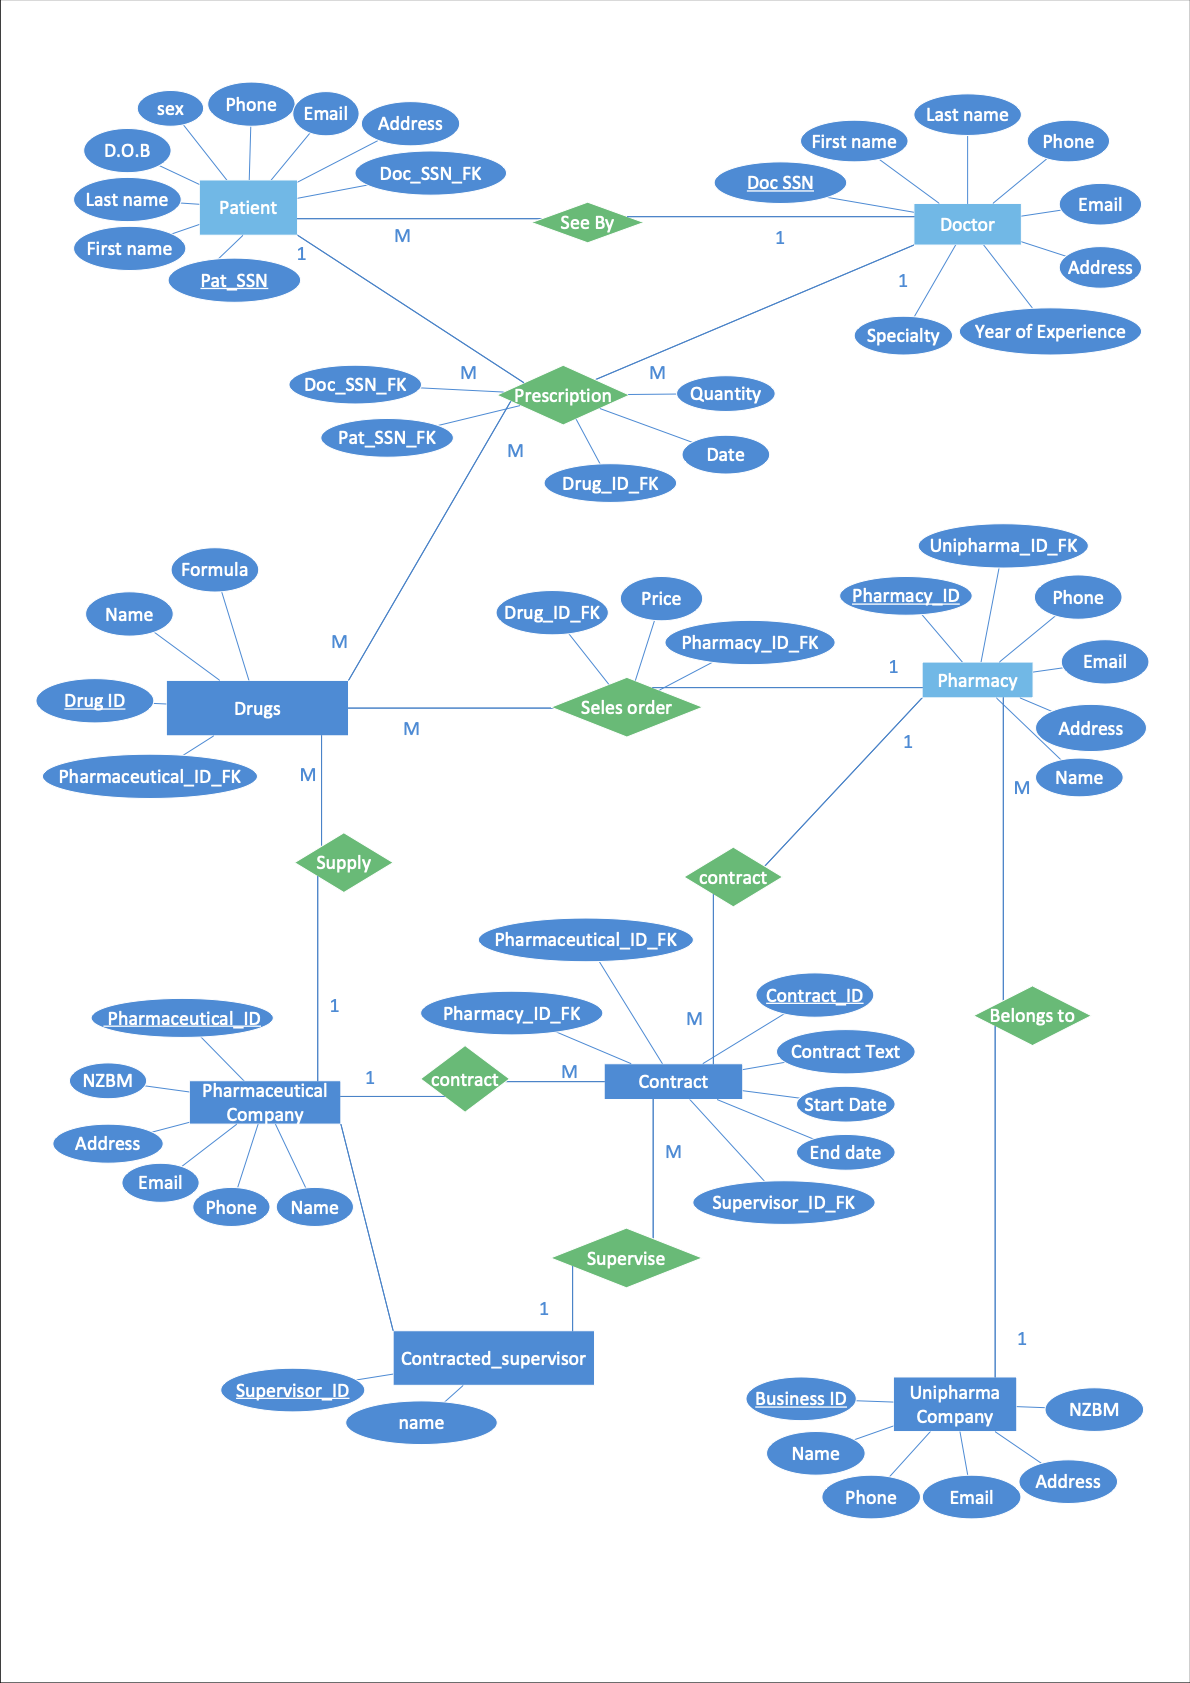 sex
Phone
Email
Address
D.O.B
Doc_SSN_FK
Last name
Patient
First name
Pat_SSN
M
1
See By
1
Last name
First name
Phone
Doc SSN
Email
Doctor
Address
1
Specialty
Year of Experience
M
M
Doc_SSN_FK
Prescription
Quantity
Pat_SSN_FK
M
Date
Drug_ID_FK
Formula
Name
M
Drug ID
Drugs
M
Pharmaceutical_ID_FK
M
Drug_ID_FK
Price
Pharmacy_ID_FK
Seles order
Unipharma_ID_FK
Pharmacy_ID
Phone
1
Email
Pharmacy
Address
1
Name
M
Supply
contract
Pharmaceutical_ID_FK
Contract_ID
Pharmacy_ID_FK
M
Belongs to
Contract Text
1
Pharmaceutical_ID
NZBM
1
contract
M
Contract
Pharmaceutical
Company
Start Date
Address
M
End date
Email
Phone
Name
Supervisor_ID_FK
Supervise
1
1
Contracted_supervisor
Supervisor_ID
name
Business ID
Unipharma
Company
NZBM
Name
Phone
Email
Address